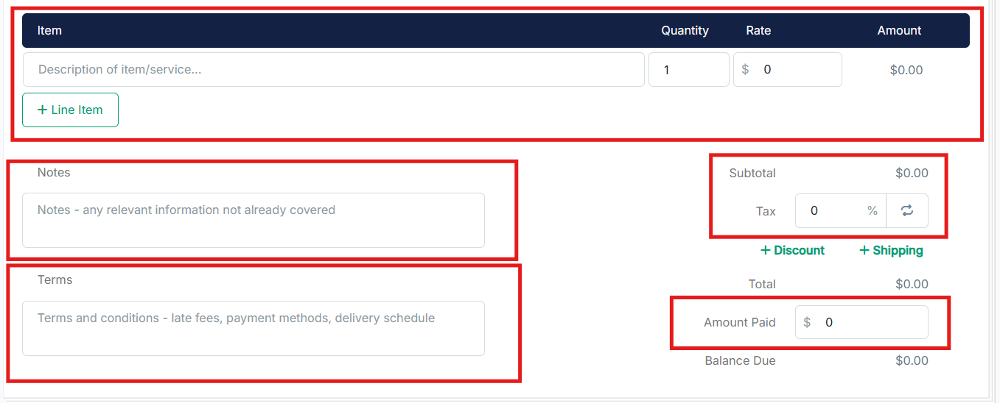 Item Quantity Rate Amount
Description of item/service... 1 $ 0 $0.00
+ Line Item
Notes
Notes - any relevant information not already covered
Terms
Terms and conditions - late fees, payment methods, delivery schedule
Subtotal $0.00
Tax 0 %
+ Discount + Shipping
Total $0.00
Amount Paid $ 0
Balance Due $0.00